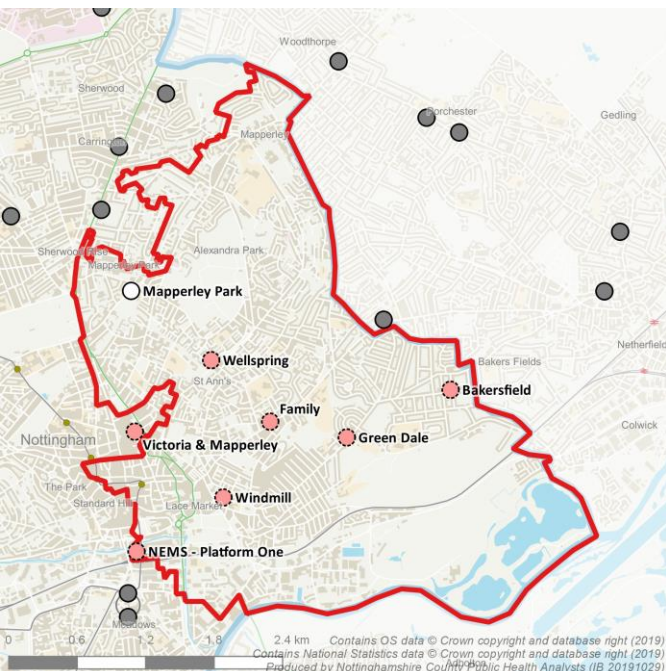 Woodthorpe
Sherwood
Porchester
Gedling
Carrington
Mapperley
Sherwood Rise
Alexandra Park
Mapperley Park
Mapperley Park
Netherfield
Wellspring
St Ann's
Bakers Fields
Bakersfield
Family
Colwick
Nottingham
Victoria & Mapperley
Green Dale
The Park
Standard Hill
Lace Market
Windmill
NEMS - Platform One
Meadows
0 0.6 1.2 1.8 2.4 km
Contains OS data © Crown copyright and database right (2019)
Contains National Statistics data © Crown copyright and database right (2019)
Produced by Nottinghamshire County Public Health Analysts (IB 20191029)